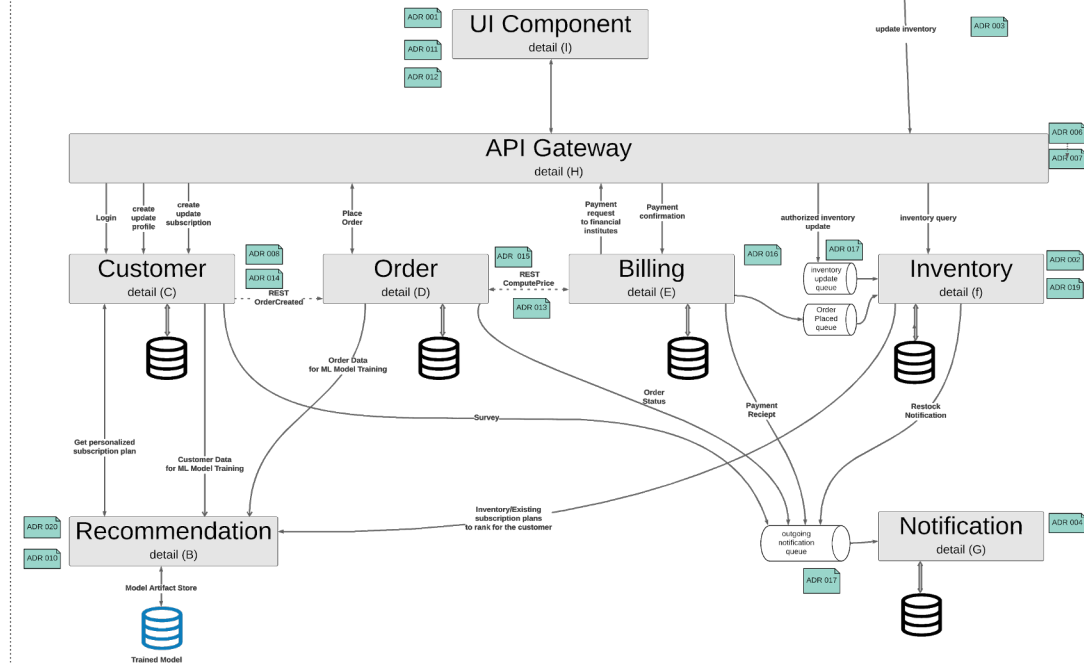 ADR 001
UI Component
detail (I)
ADR 011
ADR 012
update inventory
ADR 003
API Gateway
detail (H)
ADR 006
ADR 007
Login
create
update
profile
create
update
subscription
Place
Order
Payment
request
to financial
institutes
Payment
confirmation
authorized inventory
update
inventory query
ADR 008
ADR 014
ADR 015
ADR 016
ADR 017
ADR 002
ADR 019
Customer
detail (C)
REST
OrderCreated
Order
detail (D)
REST
ComputePrice
ADR 013
Billing
detail (E)
inventory
update
queue
Order
Placed
queue
Inventory
detail (f)
Order Data
for ML Model Training
Order
Status
Payment
Reciept
Restock
Notification
Survey
Get personalized
subscription plan
Customer Data
for ML Model Training
Inventory/Existing
subscription plans
to rank for the customer
ADR 020
ADR 010
Recommendation
detail (B)
outgoing
notification
queue
ADR 017
Notification
detail (G)
ADR 004
Model Artifact Store
Trained Model